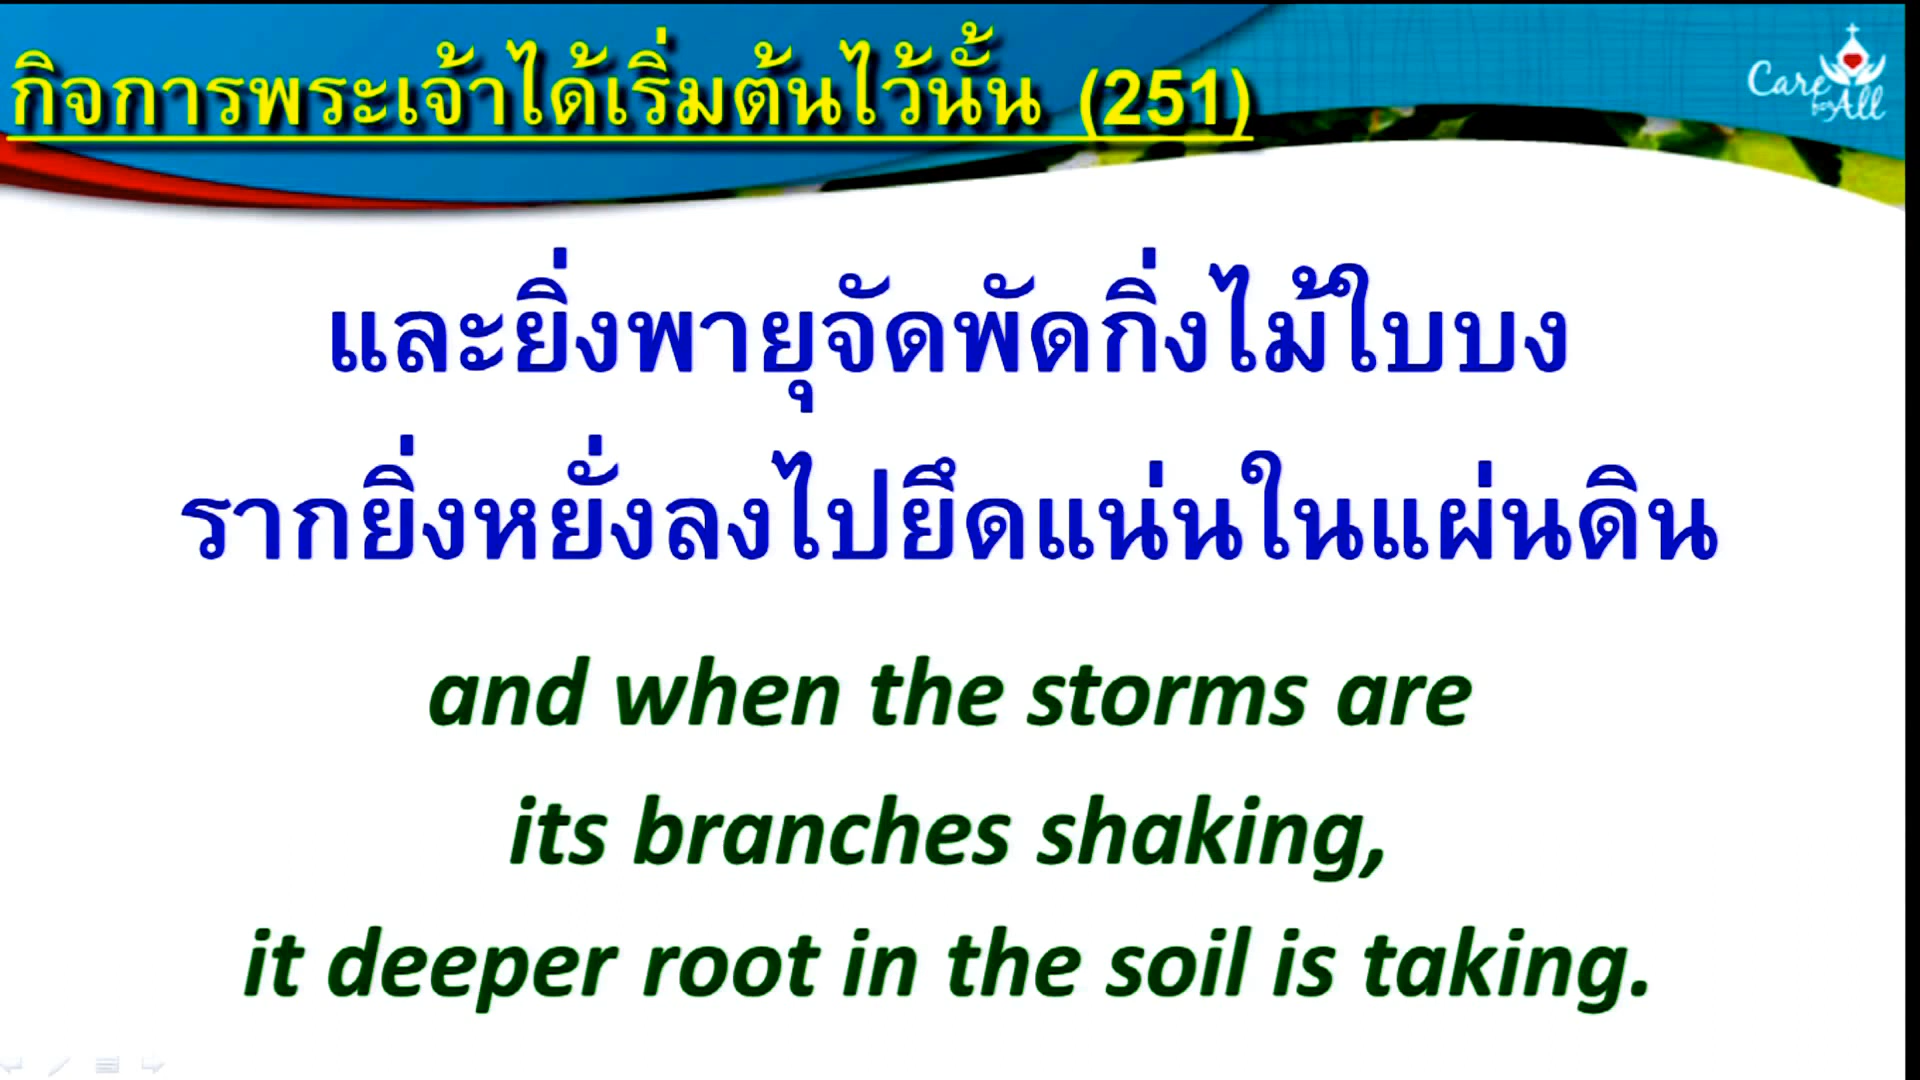 กิจการพระเจ้าได้เริ่มต้นไว้นั้น (251)
Care
for All
และยิ่งพายุจัดพัดกิ่งไม้ใบบง
รากยิ่งหยั่งลงไปยึดแน่นในแผ่นดิน
and when the storms are
its branches shaking,
it deeper root in the soil is taking.